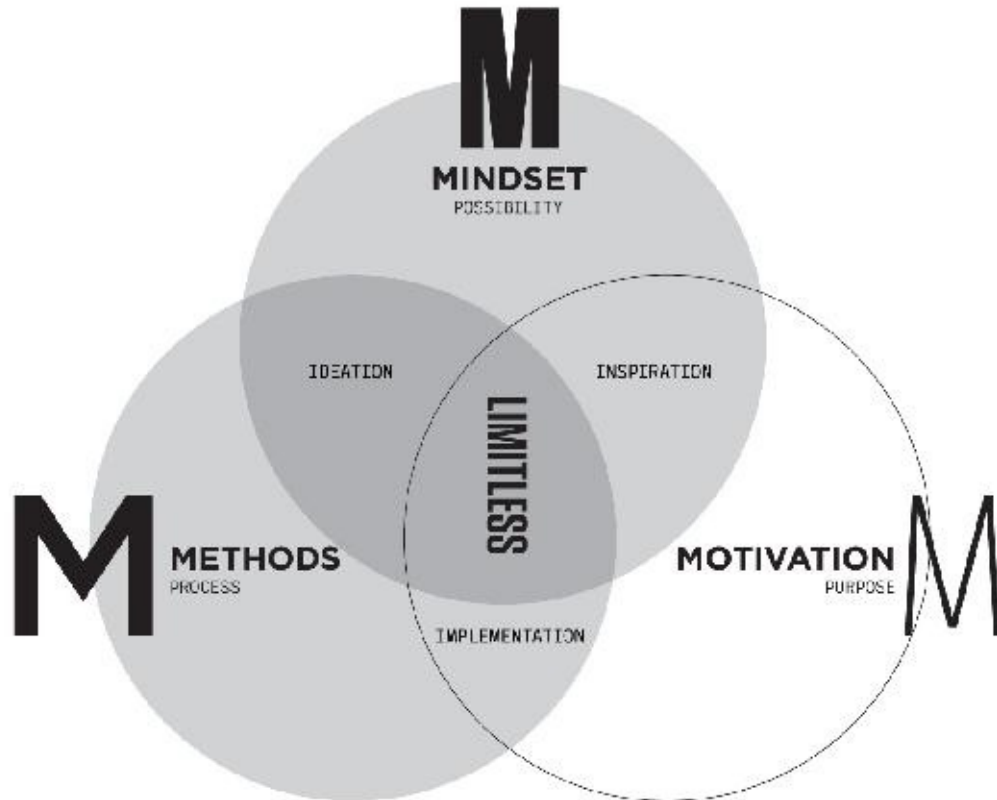 M
MINDSET
POSSIBILITY
IDEATION
INSPIRATION
LIMITLESS
M
METHODS
PROCESS
MOTIVATION
PURPOSE
M
IMPLEMENTATION